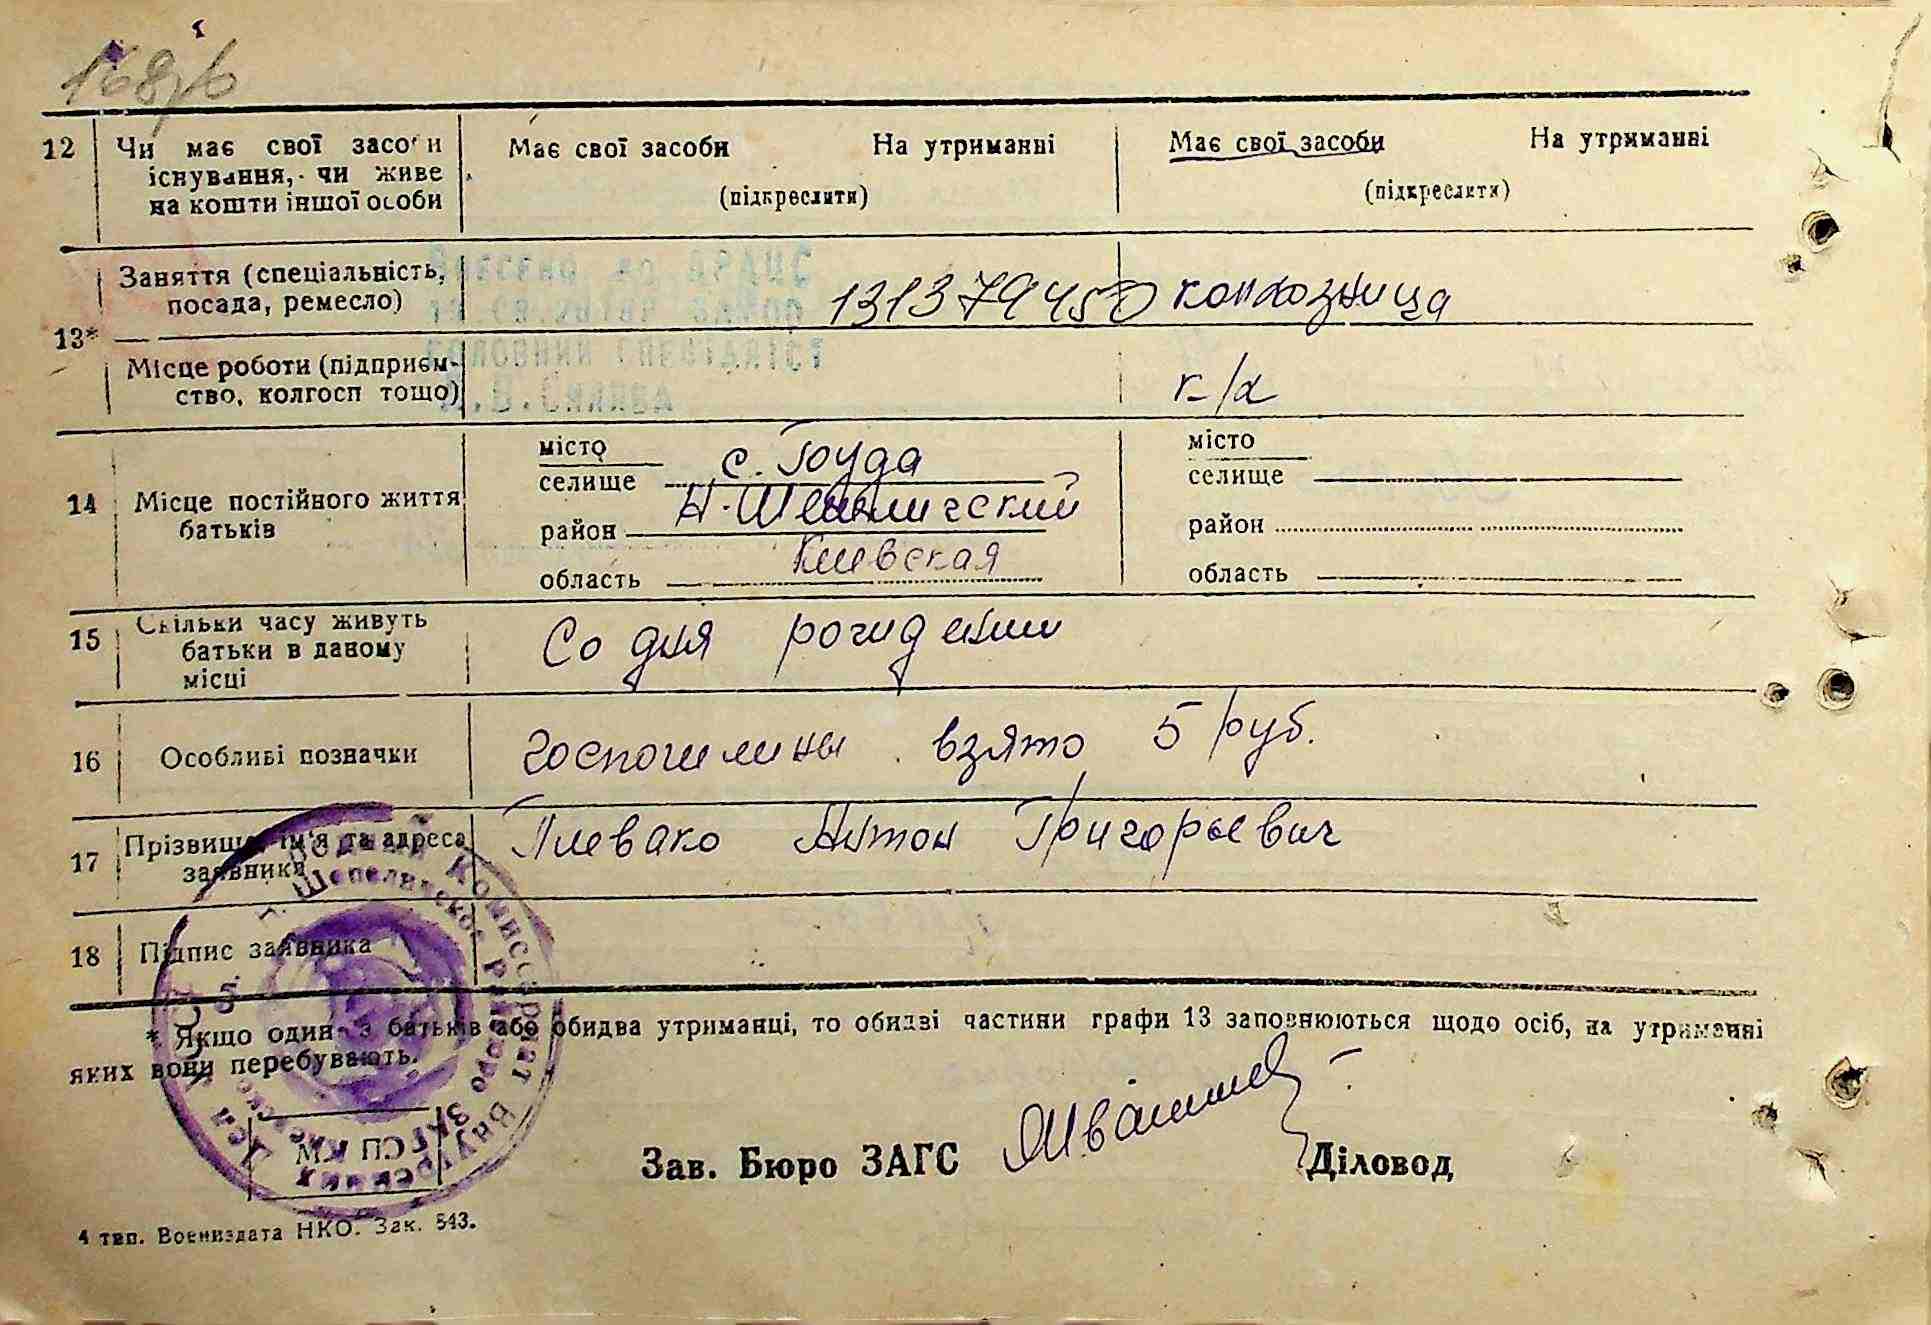 168/б
12 Чи має свої засоби Має свої засоби На утриманні Має свої засоби На утриманні
існування, чи живе
на кошти іншої особи (підкреслити) (підкреслити)
Заняття (спеціальність,
посада, ремесло) 131379450 колхозница
13*
Місце роботи (підприєм-
ство, колгосп тощо) к/х
14 Місце постійного життя
батьків
місто
селище с. Гоуда
район
область Киевская
місто
селище
район
область
15 Скільки часу живуть
батьки в даному
місці
Со дня рождения
16 Особливі позначки госпошлины взято 5 руб.
17 Прізвище, ім'я та адреса
заявника
Плевако Антон Григорьевич
18 Підпис заявника
* Якщо один з батьків або обидва утриманці, то обидві частини графи 13 заповнюються щодо осіб, на утриманні
яких вони перебувають.
Зав. Бюро ЗАГС Діловод
4 тип. Воениздата НКО. Зак. 543.